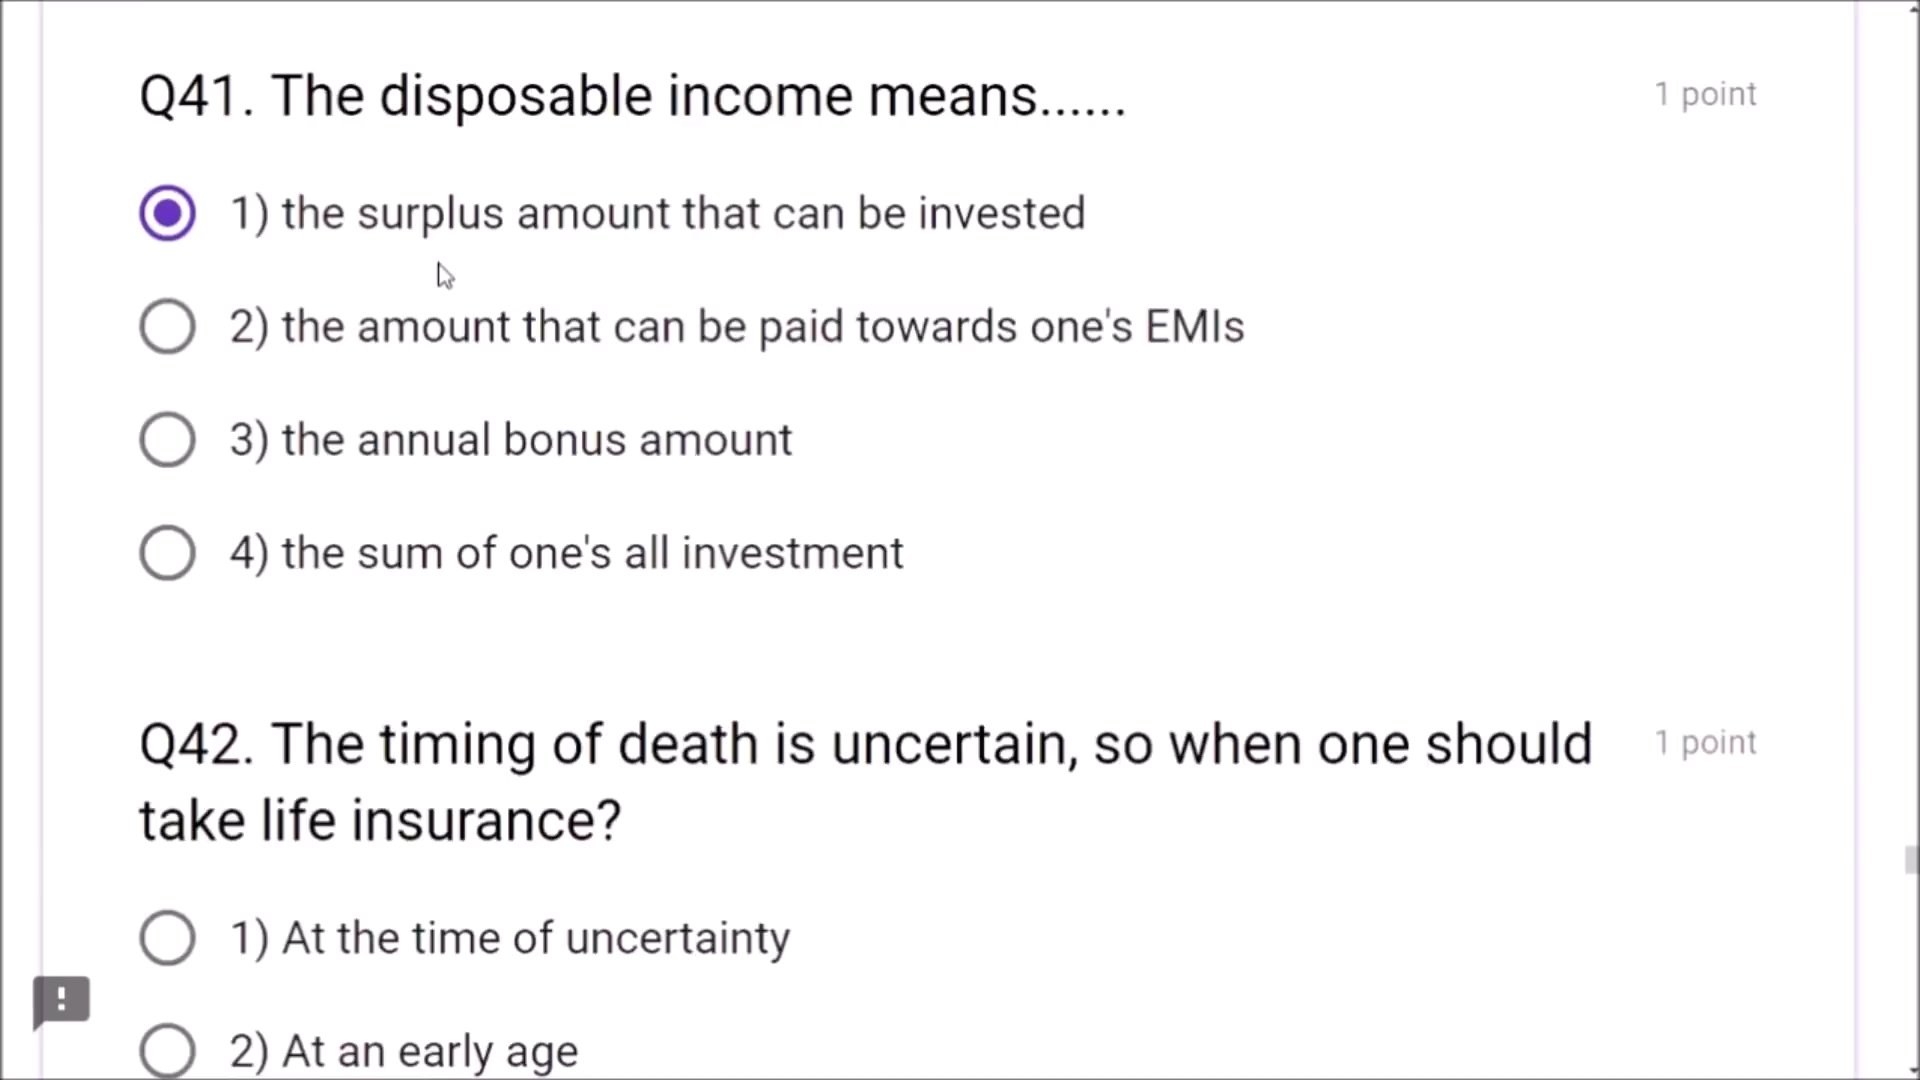 Q41. The disposable income means......
1 point
1) the surplus amount that can be invested
2) the amount that can be paid towards one's EMIs
3) the annual bonus amount
4) the sum of one's all investment
Q42. The timing of death is uncertain, so when one should
1 point
take life insurance?
1) At the time of uncertainty
2) At an early age